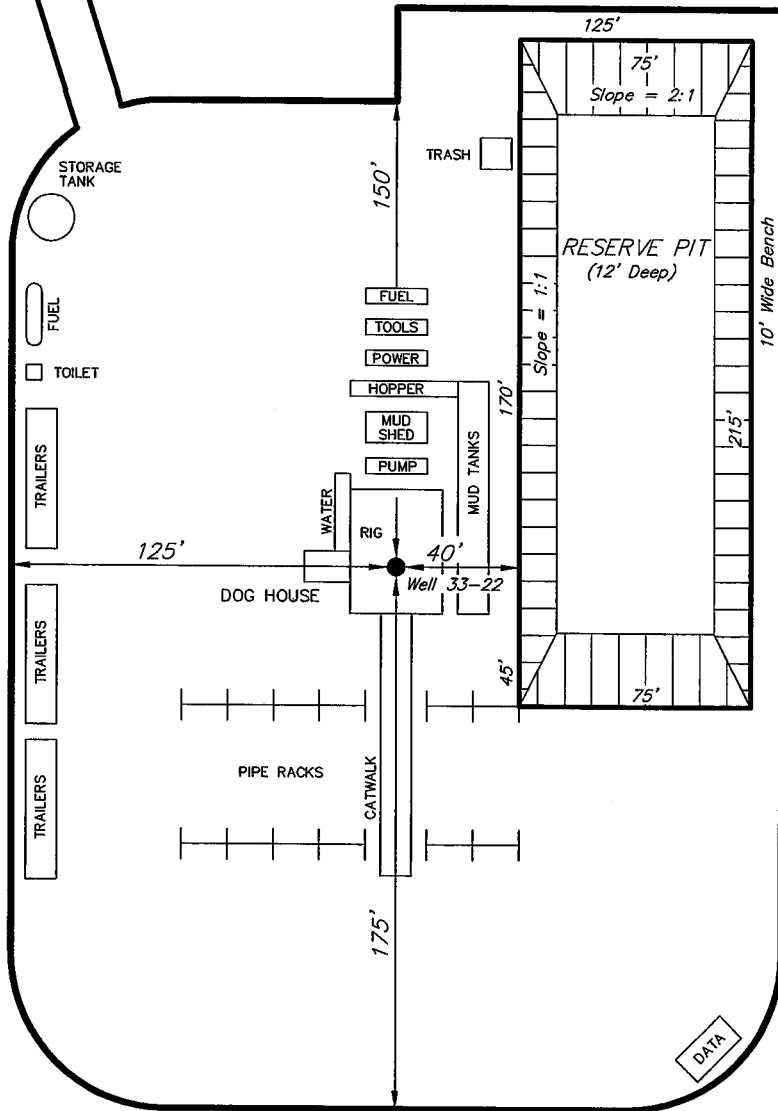 125'
75'
Slope = 2:1
STORAGE
TANK
TRASH
150'
RESERVE PIT
(12' Deep)
10' Wide Bench
FUEL
FUEL
TOOLS
Slope = 1:1
POWER
TOILET
HOPPER
170'
MUD
SHED
215'
TRAILERS
MUD TANKS
PUMP
WATER
RIG
125'
40'
Well 33-22
DOG HOUSE
TRAILERS
45'
75'
PIPE RACKS
CATWALK
TRAILERS
175'
DATA